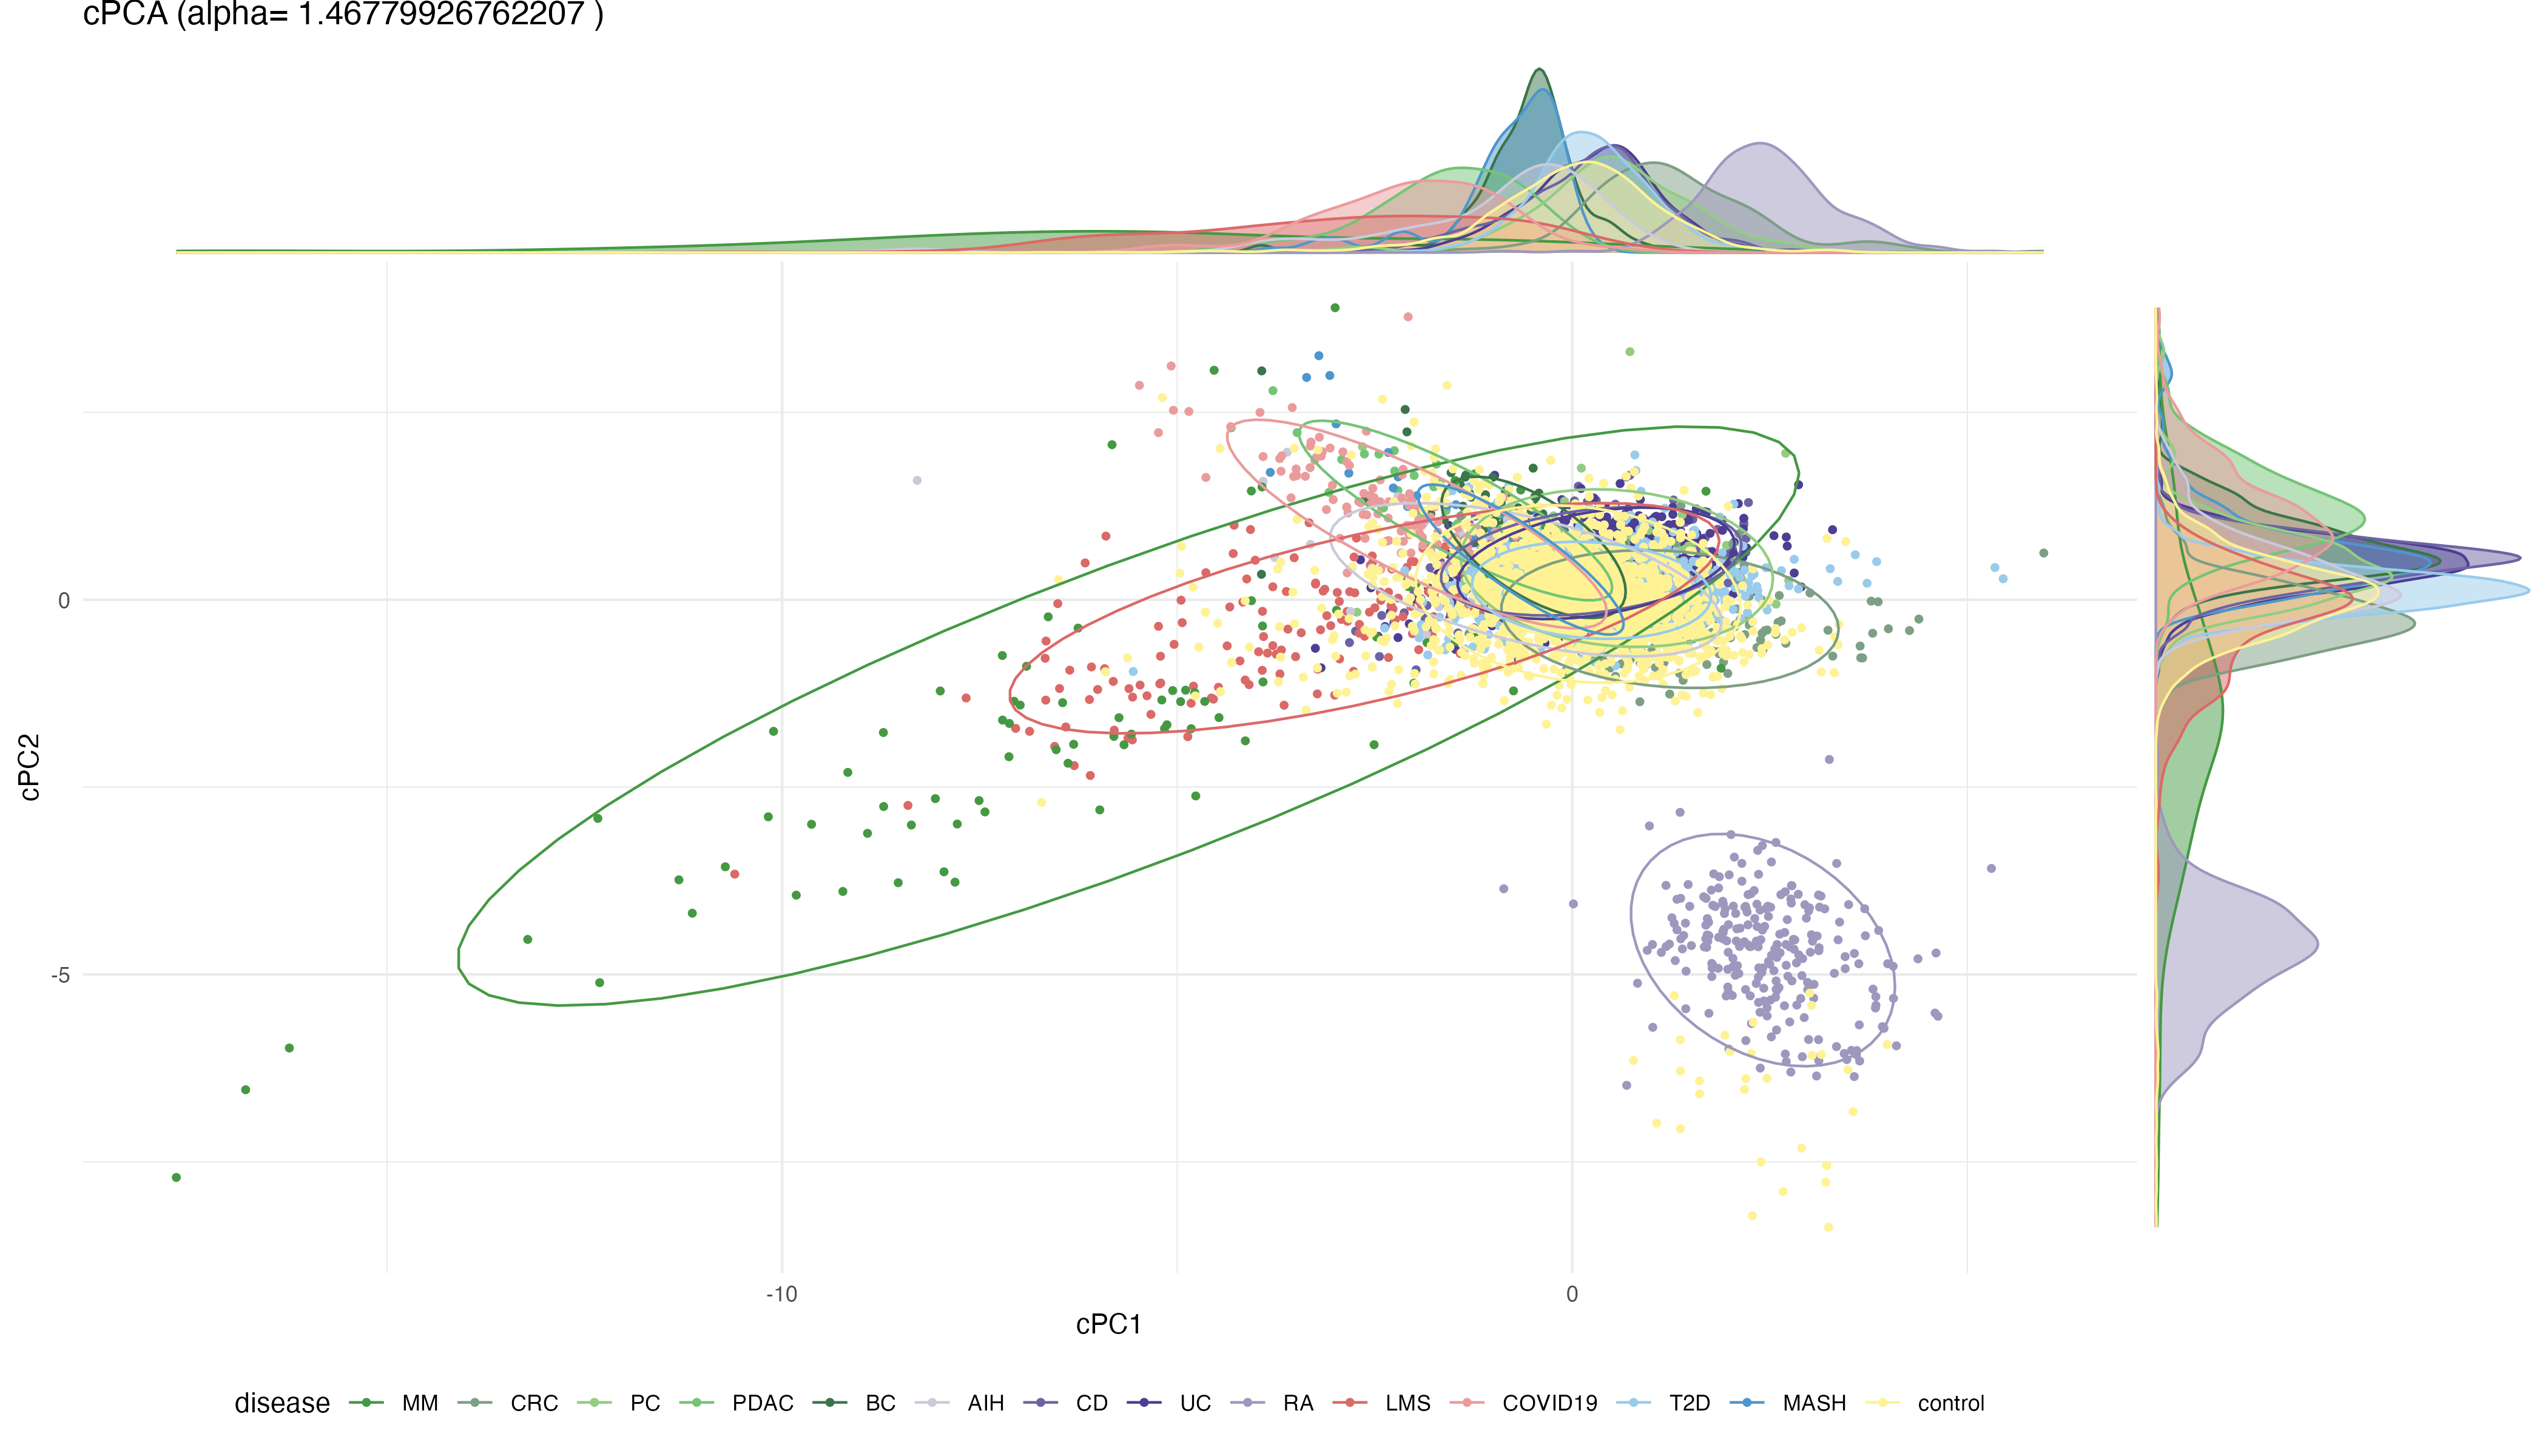 cPCA (alpha= 1.46779926762207 )
0
-5
cPC2
-10 0
cPC1
disease MM CRC PC PDAC BC AIH CD UC RA LMS COVID19 T2D MASH control